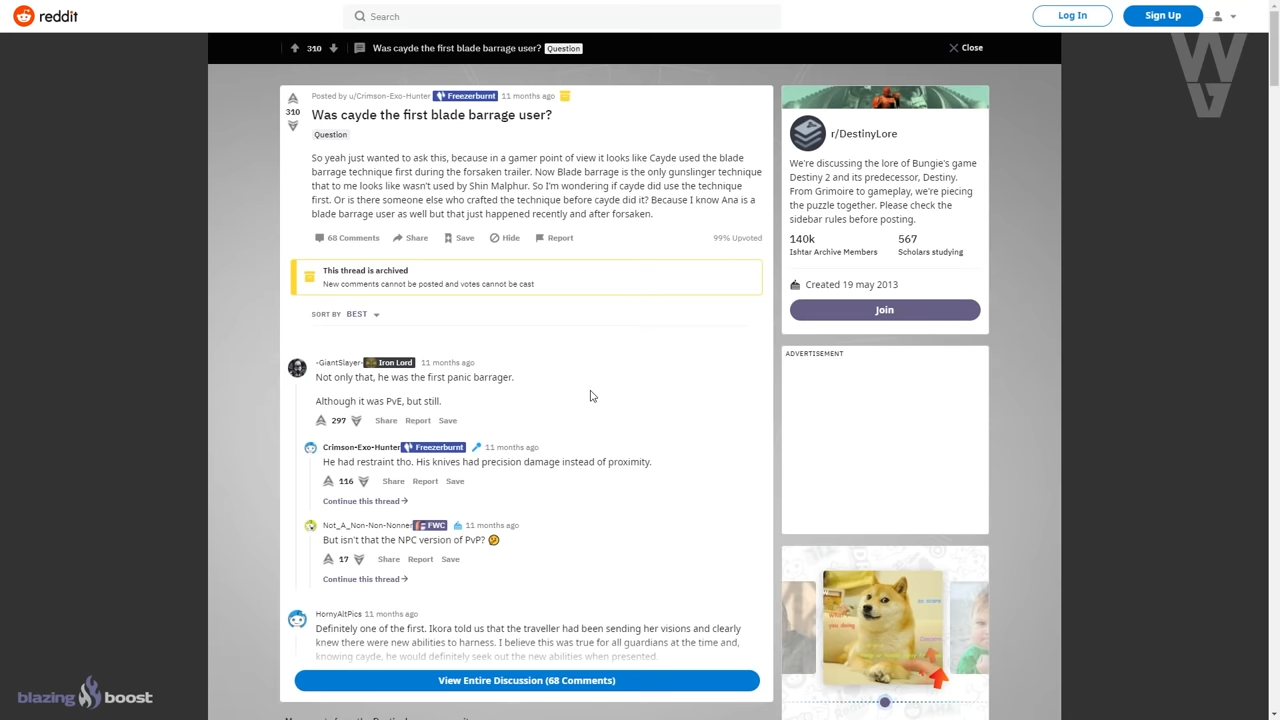 reddit
Search
Log In
Sign Up
310
Was cayde the first blade barrage user? Question
Close
Posted by u/Crimson-Exo-Hunter Freezerburnt 11 months ago
310
Was cayde the first blade barrage user?
Question
So yeah just wanted to ask this, because in a gamer point of view it looks like Cayde used the blade
barrage technique first during the forsaken trailer. Now Blade barrage is the only gunslinger technique
that to me looks like wasn't used by Shin Malphur. So I'm wondering if cayde did use the technique
first. Or is there someone else who crafted the technique before cayde did it? Because I know Ana is a
blade barrage user as well but that just happened recently and after forsaken.
68 Comments Share Save Hide Report 99% Upvoted
This thread is archived
New comments cannot be posted and votes cannot be cast
SORT BY BEST
-GiantSlayer- Iron Lord 11 months ago
Not only that, he was the first panic barrager.
Although it was PvE, but still.
297 Share Report Save
Crimson-Exo-Hunter Freezerburnt 11 months ago
He had restraint tho. His knives had precision damage instead of proximity.
116 Share Report Save
Continue this thread
Not_A_Non-Non-Nonner FWC 11 months ago
But isn't that the NPC version of PvP?
17 Share Report Save
Continue this thread
HornyAltPics 11 months ago
Definitely one of the first. Ikora told us that the traveller had been sending her visions and clearly
knew there were new abilities to harness. I believe this was true for all guardians at the time and,
knowing cayde, he would definitely seek out the new abilities when presented.
View Entire Discussion (68 Comments)
r/DestinyLore
We're discussing the lore of Bungie's game
Destiny 2 and its predecessor, Destiny.
From Grimoire to gameplay, we're piecing
the puzzle together. Please check the
sidebar rules before posting.
140k 567
Ishtar Archive Members Scholars studying
Created 19 may 2013
Join
ADVERTISEMENT
blazing boost